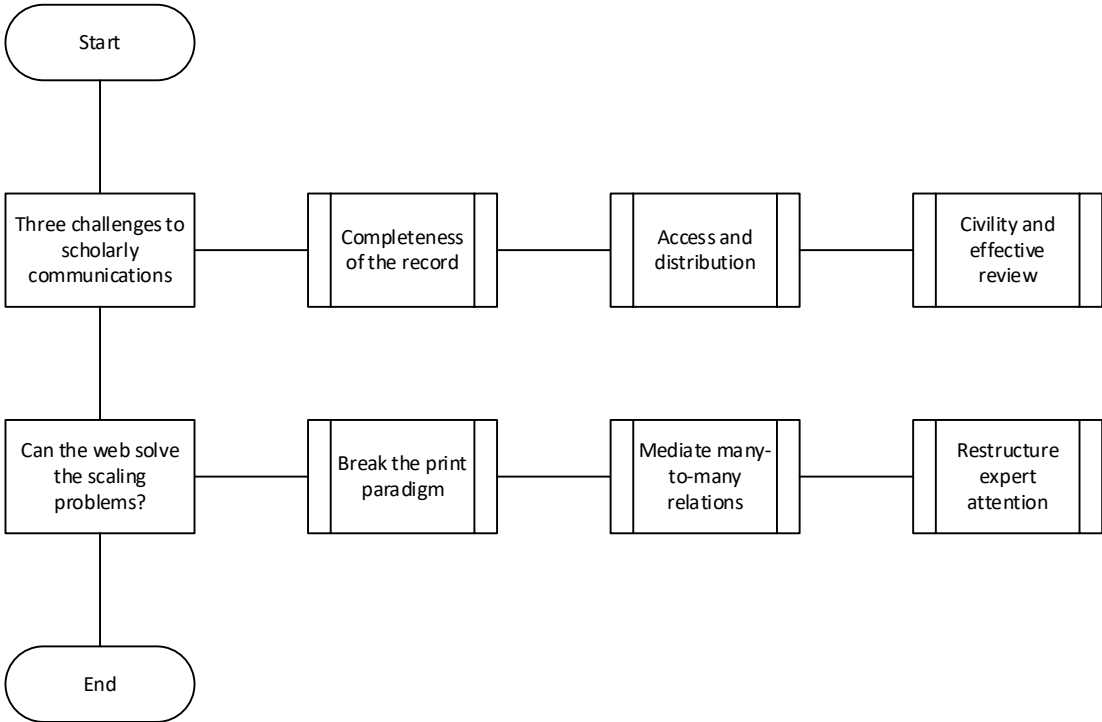 Start
Three challenges to
scholarly
communications
Completeness
of the record
Access and
distribution
Civility and
effective
review
Can the web solve
the scaling
problems?
Break the print
paradigm
Mediate many-
to-many
relations
Restructure
expert
attention
End